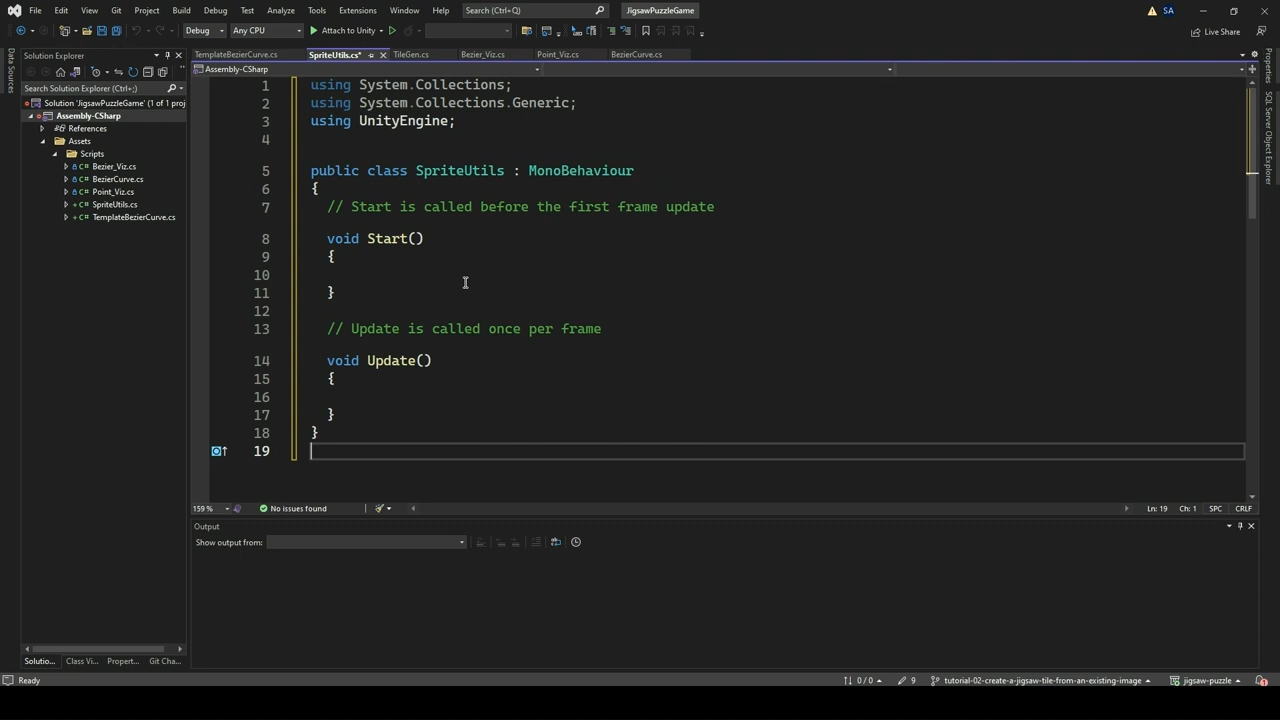 File Edit View Git Project Build Debug Test Analyze Tools Extensions Window Help Search (Ctrl+Q) JigsawPuzzleGame SA
Debug Any CPU Attach to Unity Live Share
Data Sources
Solution Explorer
Search Solution Explorer (Ctrl+;)
Solution 'JigsawPuzzleGame' (1 of 1 proj
Assembly-CSharp
References
Assets
Scripts
Bezier_Viz.cs
BezierCurve.cs
Point_Viz.cs
SpriteUtils.cs
TemplateBezierCurve.cs
Solutio... Class Vi... Propert... Git Cha...
TemplateBezierCurve.cs SpriteUtils.cs* TileGen.cs Bezier_Viz.cs Point_Viz.cs BezierCurve.cs
Assembly-CSharp
1 using System.Collections;
2 using System.Collections.Generic;
3 using UnityEngine;
4
5 public class SpriteUtils : MonoBehaviour
6 {
7 // Start is called before the first frame update
8 void Start()
9 {
10
11 }
12
13 // Update is called once per frame
14 void Update()
15 {
16
17 }
18 }
19
159 % No issues found Ln: 19 Ch: 1 SPC CRLF
Output
Show output from:
Properties
SQL Server Object Explorer
Ready 0 / 0 9 tutorial-02-create-a-jigsaw-tile-from-an-existing-image jigsaw-puzzle 1